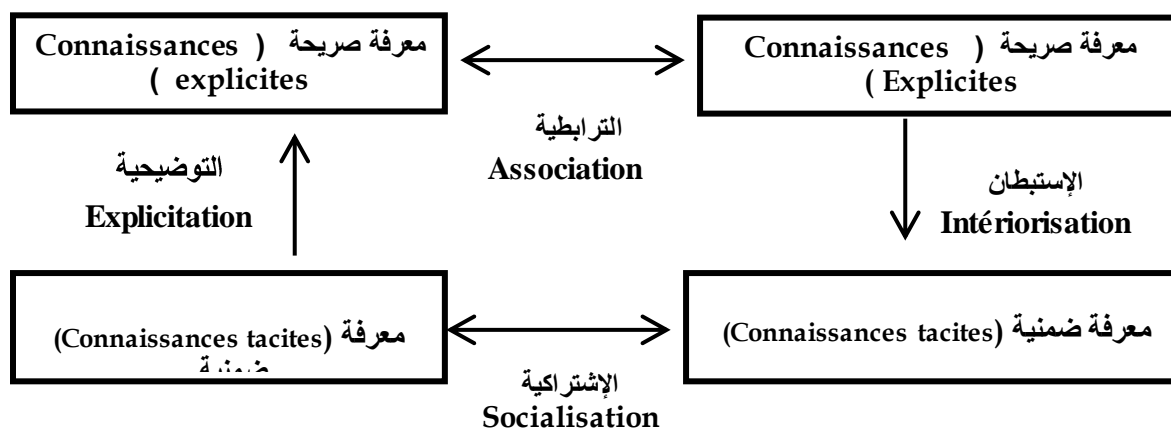 معرفة صريحة ( Connaissances
explicites )
معرفة صريحة ( Connaissances
Explicites )
الترابطية
Association
التوضيحية
Explicitation
الإستبطان
Intériorisation
معرفة (Connaissances tacites)
ضمنية
معرفة ضمنية (Connaissances tacites)
الإشتراكية
Socialisation